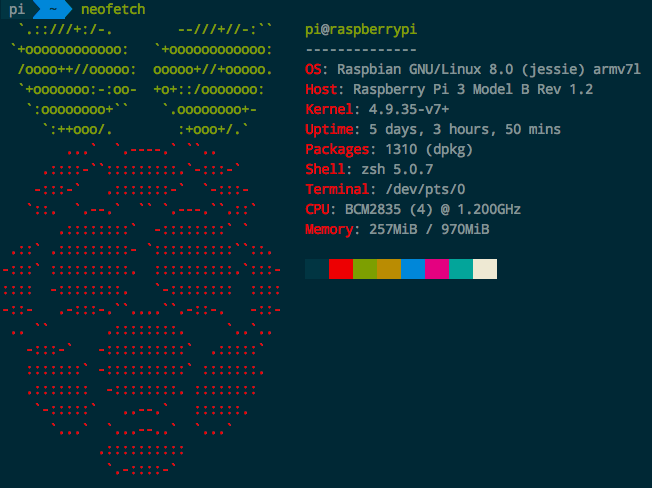 pi ~ neofetch
pi@raspberrypi
--------------
OS: Raspbian GNU/Linux 8.0 (jessie) armv7l
Host: Raspberry Pi 3 Model B Rev 1.2
Kernel: 4.9.35-v7+
Uptime: 5 days, 3 hours, 50 mins
Packages: 1310 (dpkg)
Shell: zsh 5.0.7
Terminal: /dev/pts/0
CPU: BCM2835 (4) @ 1.200GHz
Memory: 257MiB / 970MiB